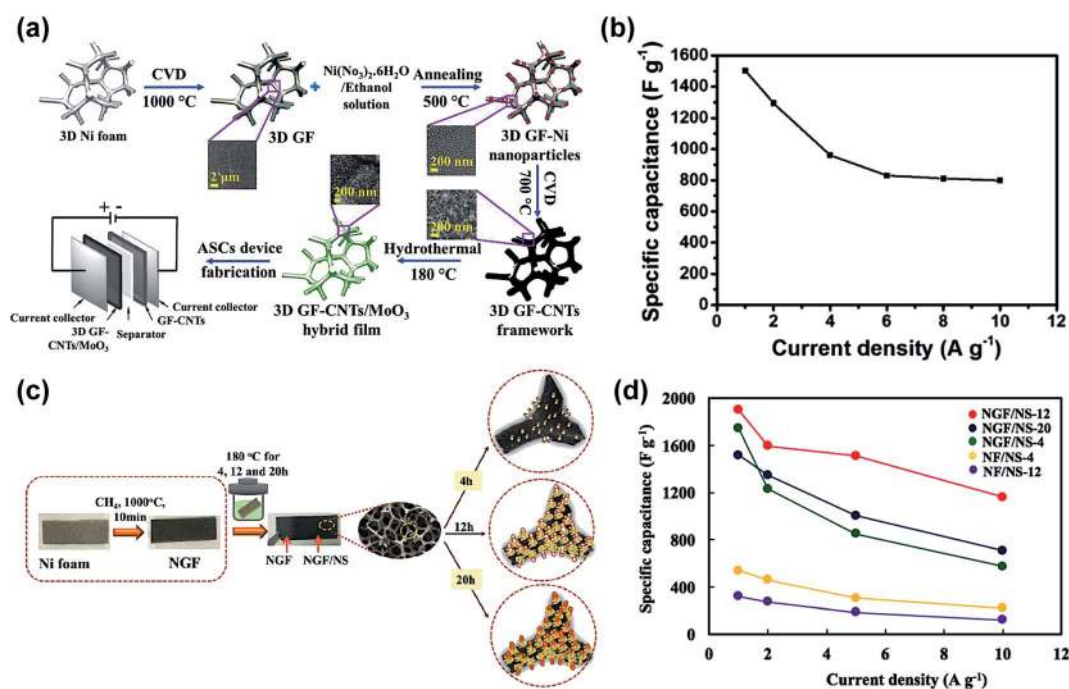 (a)
CVD
1000 °C
3D Ni foam
3D GF
+
Ni(No₃)₂.6H₂O
/Ethanol
solution
Annealing
500 °C
3D GF-Ni
nanoparticles
2 μm
200 nm
CVD
700 °C
200 nm
200 nm
3D GF-CNTs
framework
Hydrothermal
180 °C
3D GF-CNTs/MoO₃
hybrid film
ASCs device
fabrication
+ -
Current collector
GF-CNTs
Separator
Current collector
3D GF-
CNTs/MoO₃
(b)
Specific capacitance (F g⁻¹)
1600
1400
1200
1000
800
600
400
200
0
0 2 4 6 8 10 12
Current density (A g⁻¹)
(c)
Ni foam
CH₄, 1000°C,
10min
NGF
180 °C for
4, 12 and 20h
NGF
NGF/NS
4h
12h
20h
(d)
Specific capacitance (F g⁻¹)
2000
1600
1200
800
400
0
NGF/NS-12
NGF/NS-20
NGF/NS-4
NF/NS-4
NF/NS-12
0 2 4 6 8 10 12
Current density (A g⁻¹)